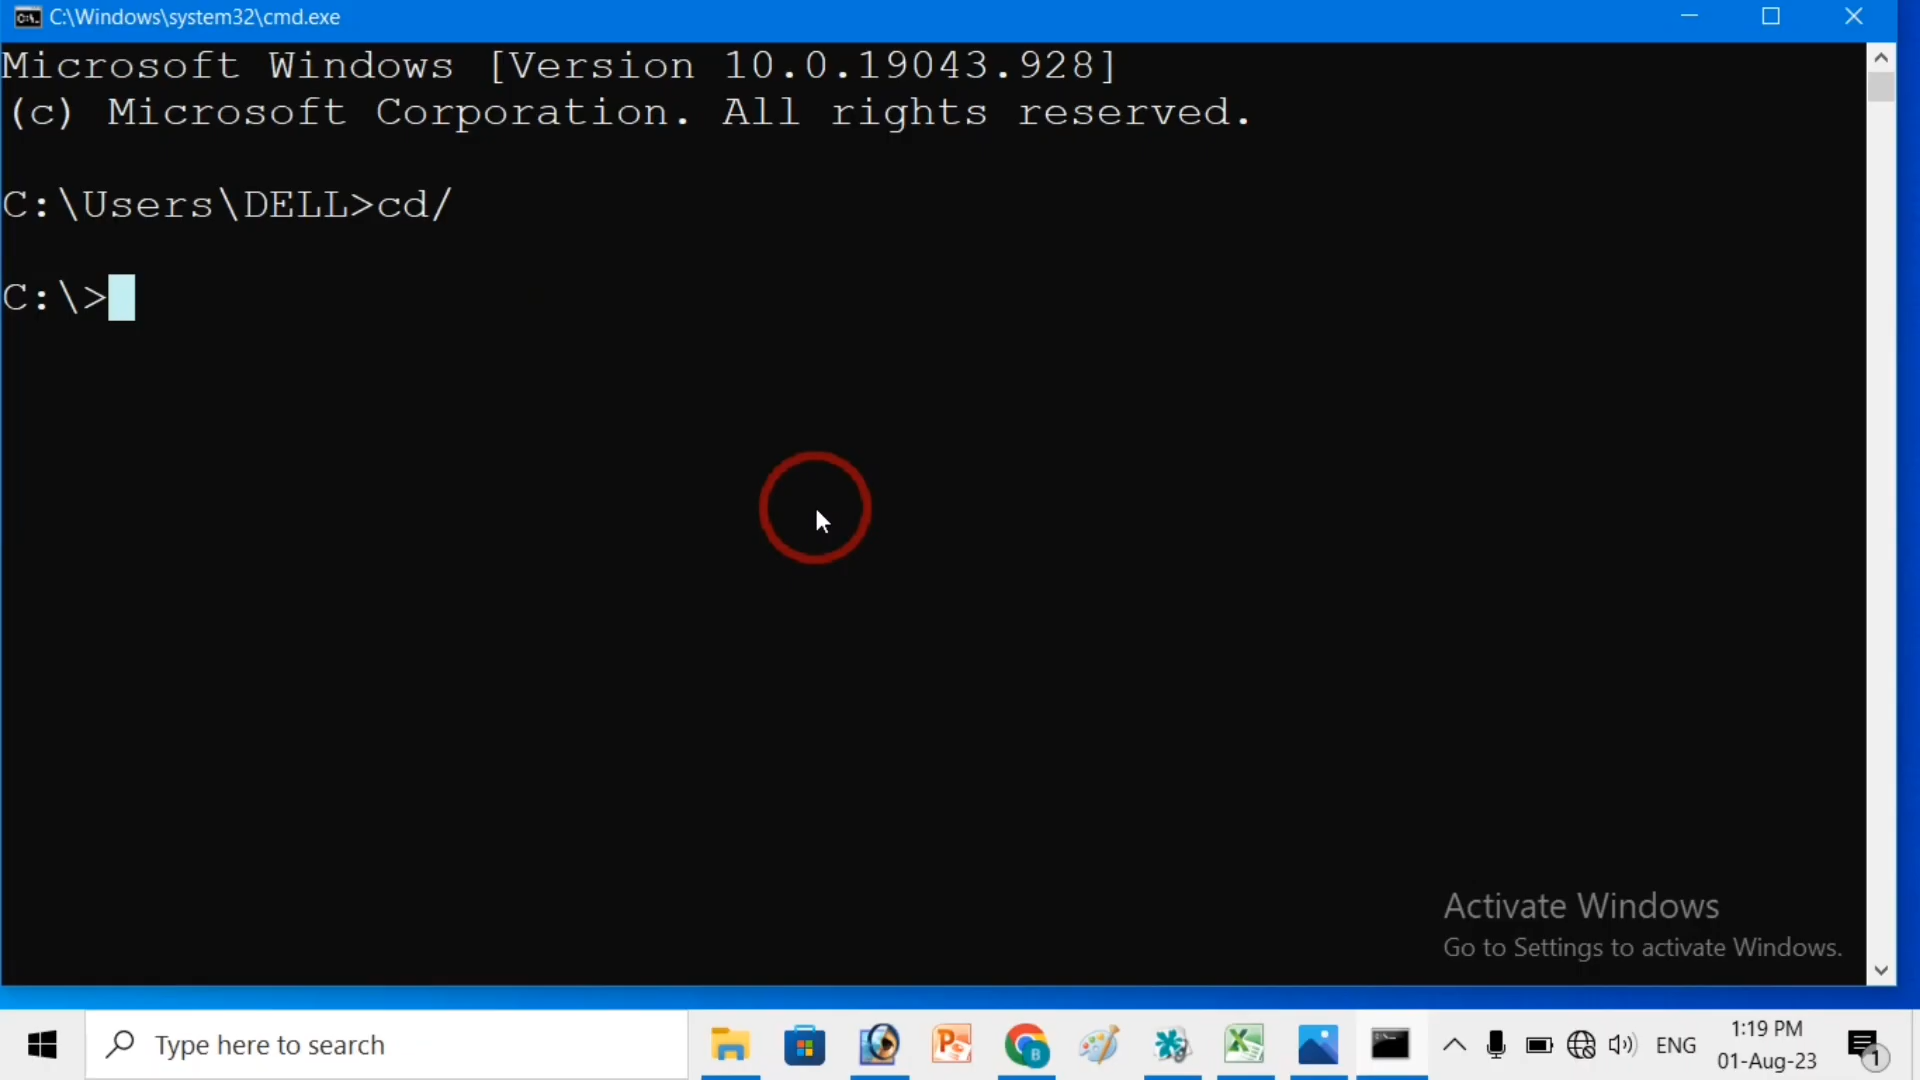 C:\Windows\system32\cmd.exe
Microsoft Windows [Version 10.0.19043.928]
(c) Microsoft Corporation. All rights reserved.
C:\Users\DELL>cd/
C:\>
Activate Windows
Go to Settings to activate Windows.
Type here to search
ENG
1:19 PM
01-Aug-23
1